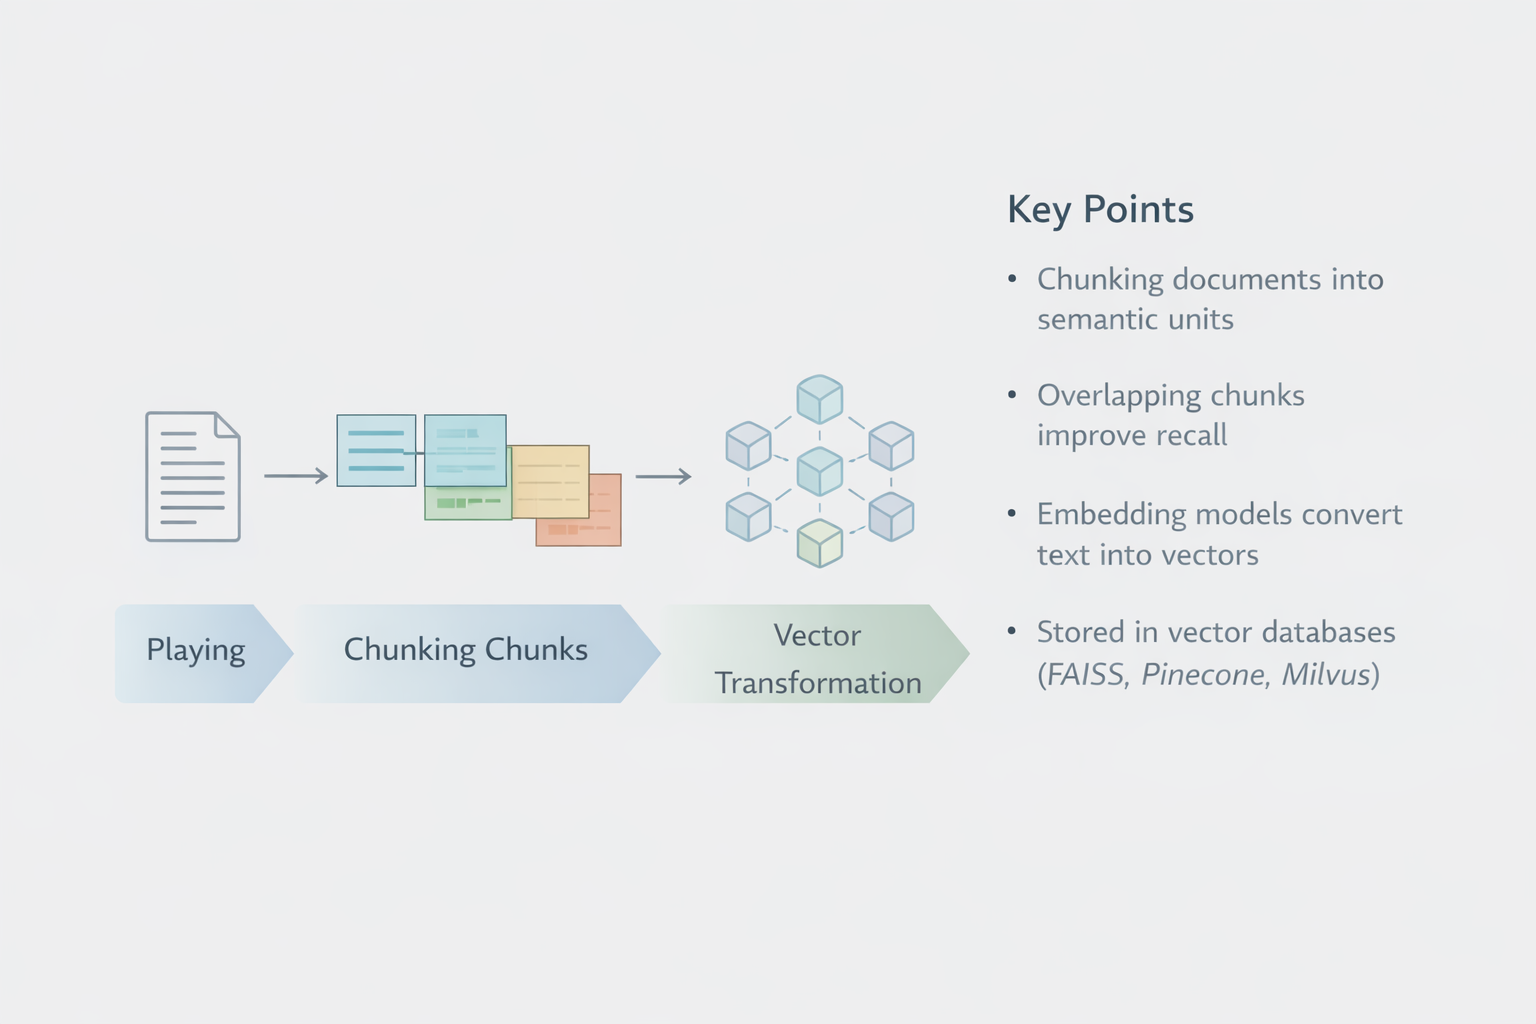 Key Points
• Chunking documents into
semantic units
• Overlapping chunks
improve recall
• Embedding models convert
text into vectors
• Stored in vector databases
(FAISS, Pinecone, Milvus)
Playing
Chunking Chunks
Vector
Transformation